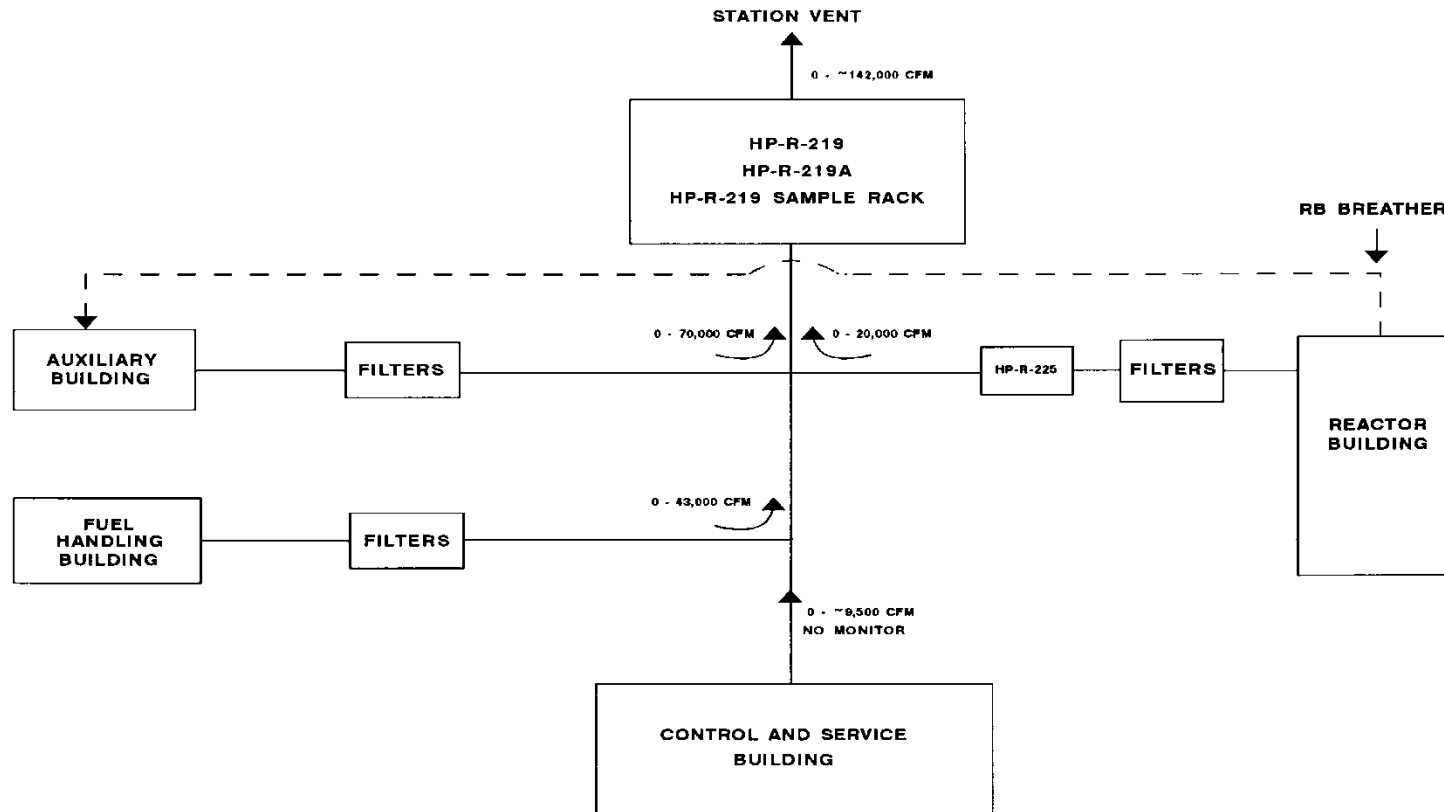 STATION VENT
0 - ~142,000 CFM
HP-R-219
HP-R-219A
HP-R-219 SAMPLE RACK
RB BREATHER
0 - 70,000 CFM
0 - 20,000 CFM
AUXILIARY
BUILDING
FILTERS
HP-R-225
FILTERS
REACTOR
BUILDING
0 - 43,000 CFM
FUEL
HANDLING
BUILDING
FILTERS
0 - ~9,500 CFM
NO MONITOR
CONTROL AND SERVICE
BUILDING